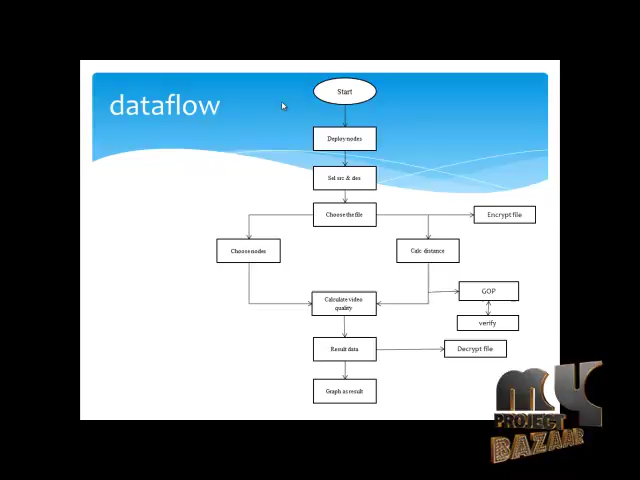 dataflow
Start
Deploy nodes
Sel src & des
Choose the file
Encrypt file
Choose nodes
Calc distance
GOP
Calculate video
quality
verify
Result data
Decrypt file
Graph as result
my
PROJECT
BAZAAR